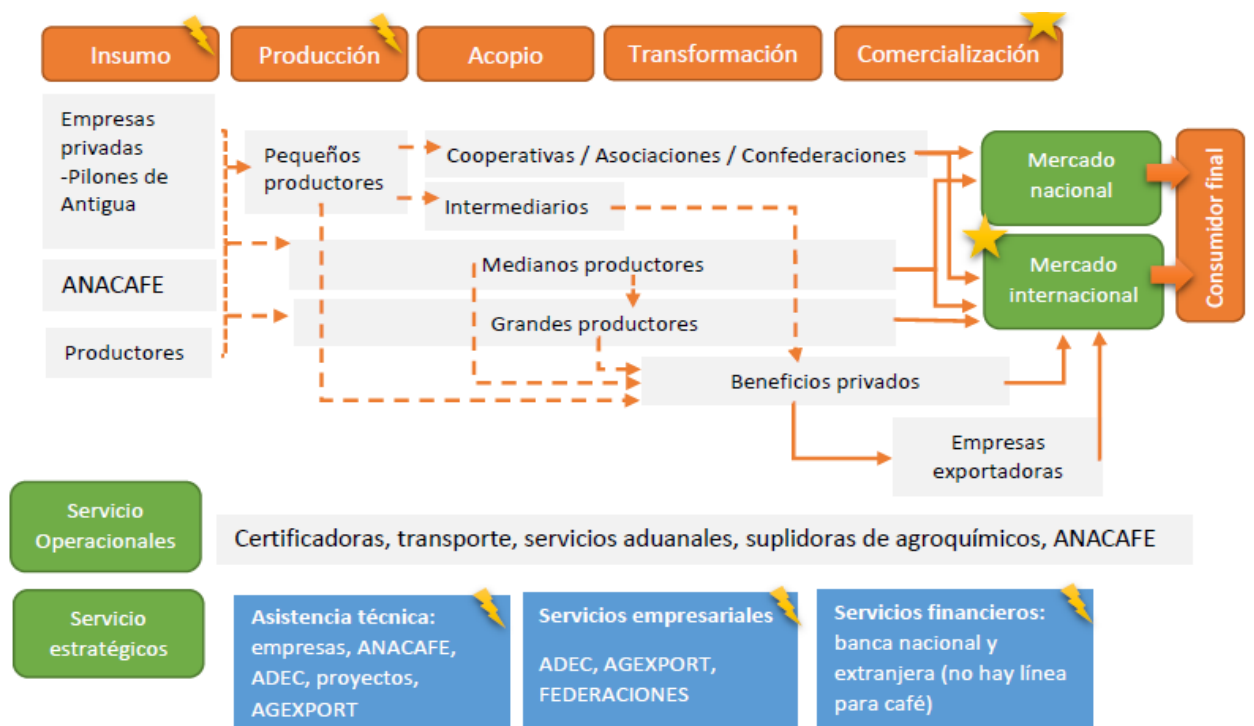 Insumo
Producción
Acopio
Transformación
Comercialización
Empresas
privadas
-Pilones de
Antigua
ANACAFE
Productores
Pequeños
productores
Cooperativas / Asociaciones / Confederaciones
Intermediarios
Medianos productores
Grandes productores
Beneficios privados
Empresas
exportadoras
Mercado
nacional
Mercado
internacional
Consumidor final
Servicio
Operacionales
Certificadoras, transporte, servicios aduanales, suplidoras de agroquímicos, ANACAFE
Servicio
estratégicos
Asistencia técnica:
empresas, ANACAFE,
ADEC, proyectos,
AGEXPORT
Servicios empresariales
ADEC, AGEXPORT,
FEDERACIONES
Servicios financieros:
banca nacional y
extranjera (no hay línea
para café)